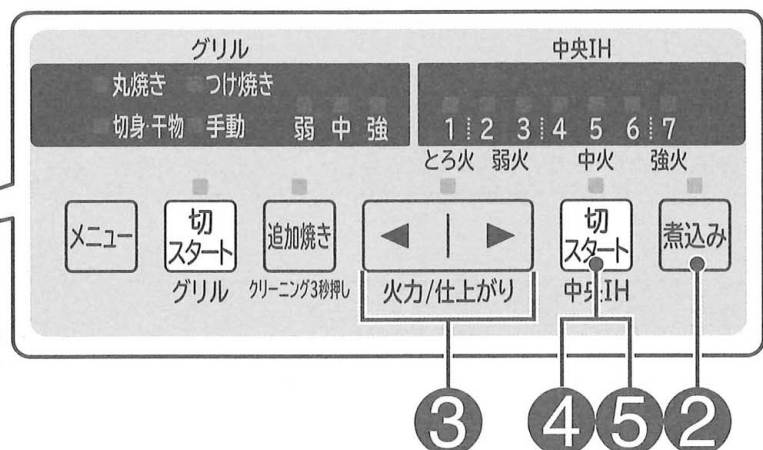 グリル
中央IH
丸焼き つけ焼き
切身・干物 手動 弱 中 強
1 2 3 4 5 6 7
とろ火 弱火 中火 強火
メニュー
切
スタート
グリル
追加焼き
クリーニング3秒押し
火力/仕上がり
切
スタート
中央IH
煮込み
3 4 5 2